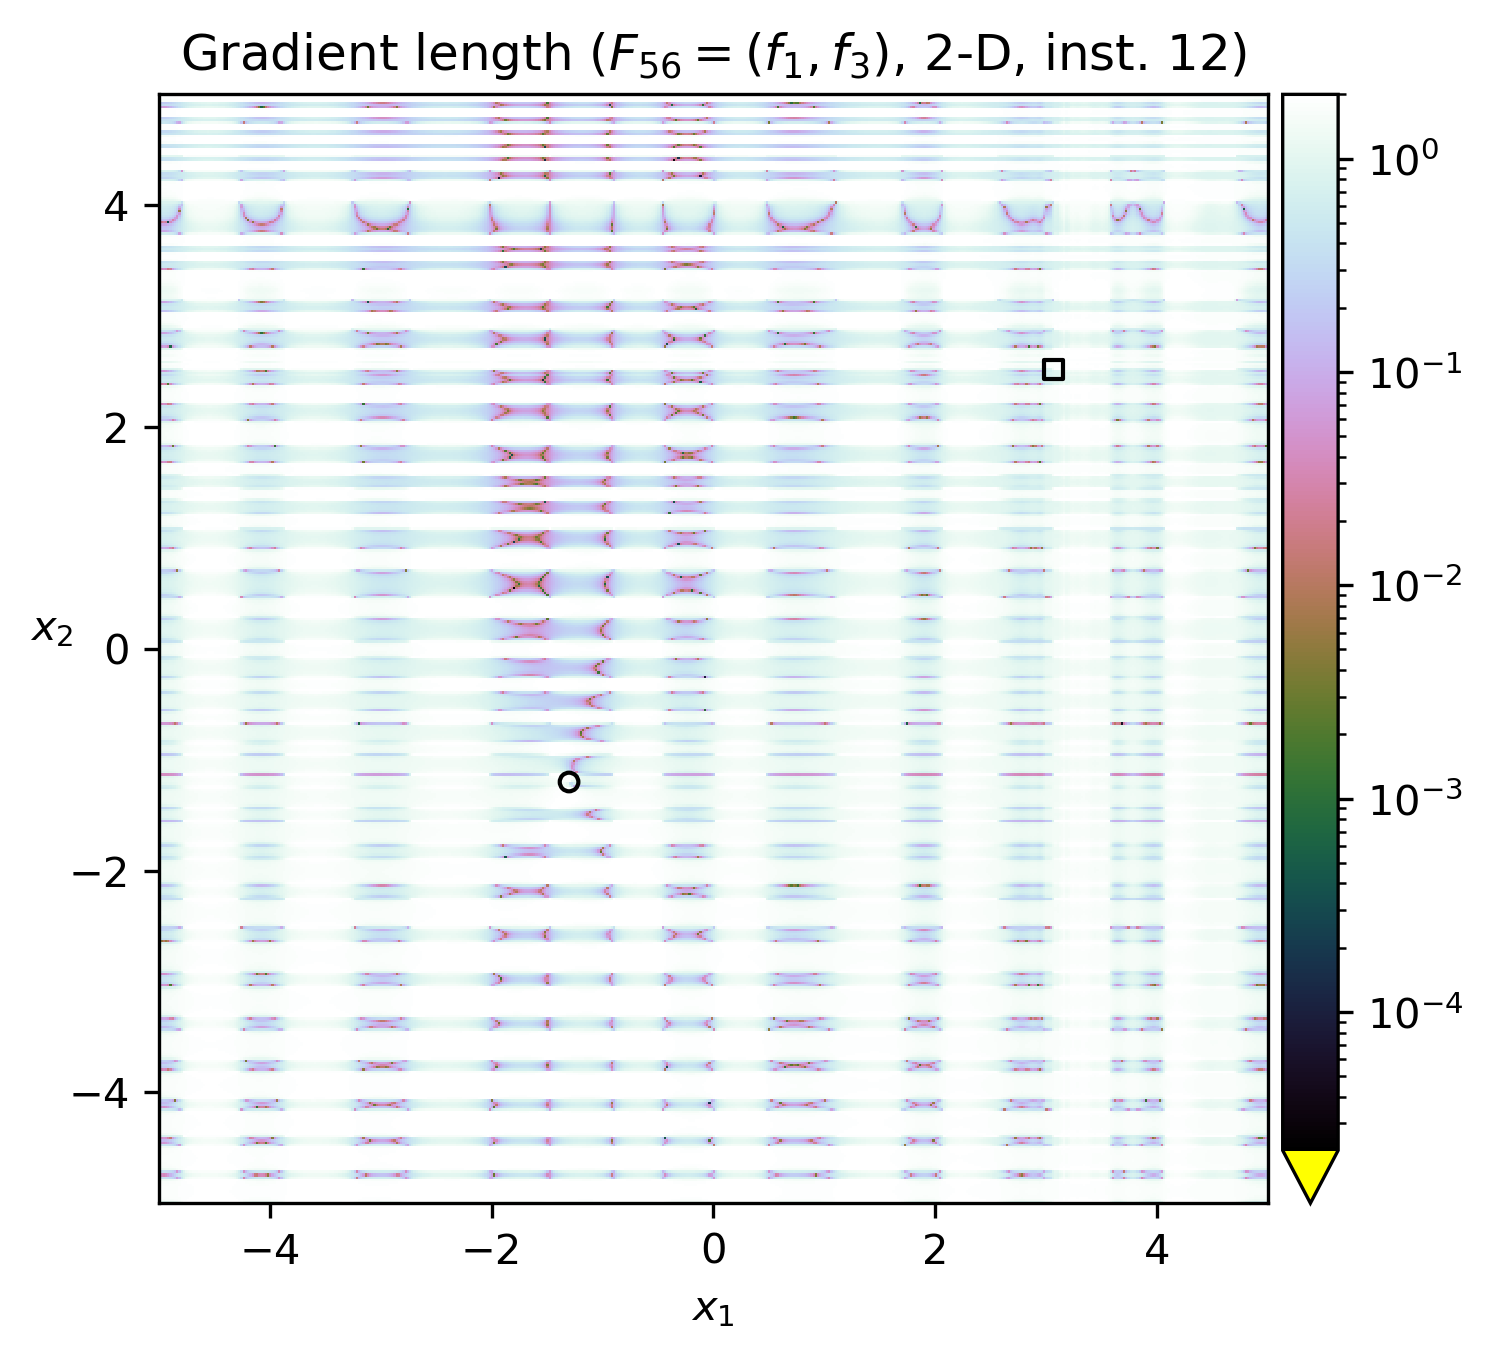 Gradient length (F₅₆ = (f₁, f₃), 2-D, inst. 12)
10⁰
4
10⁻¹
2
10⁻²
x₂ 0
10⁻³
−2
10⁻⁴
−4
−4 −2 0 2 4
x₁